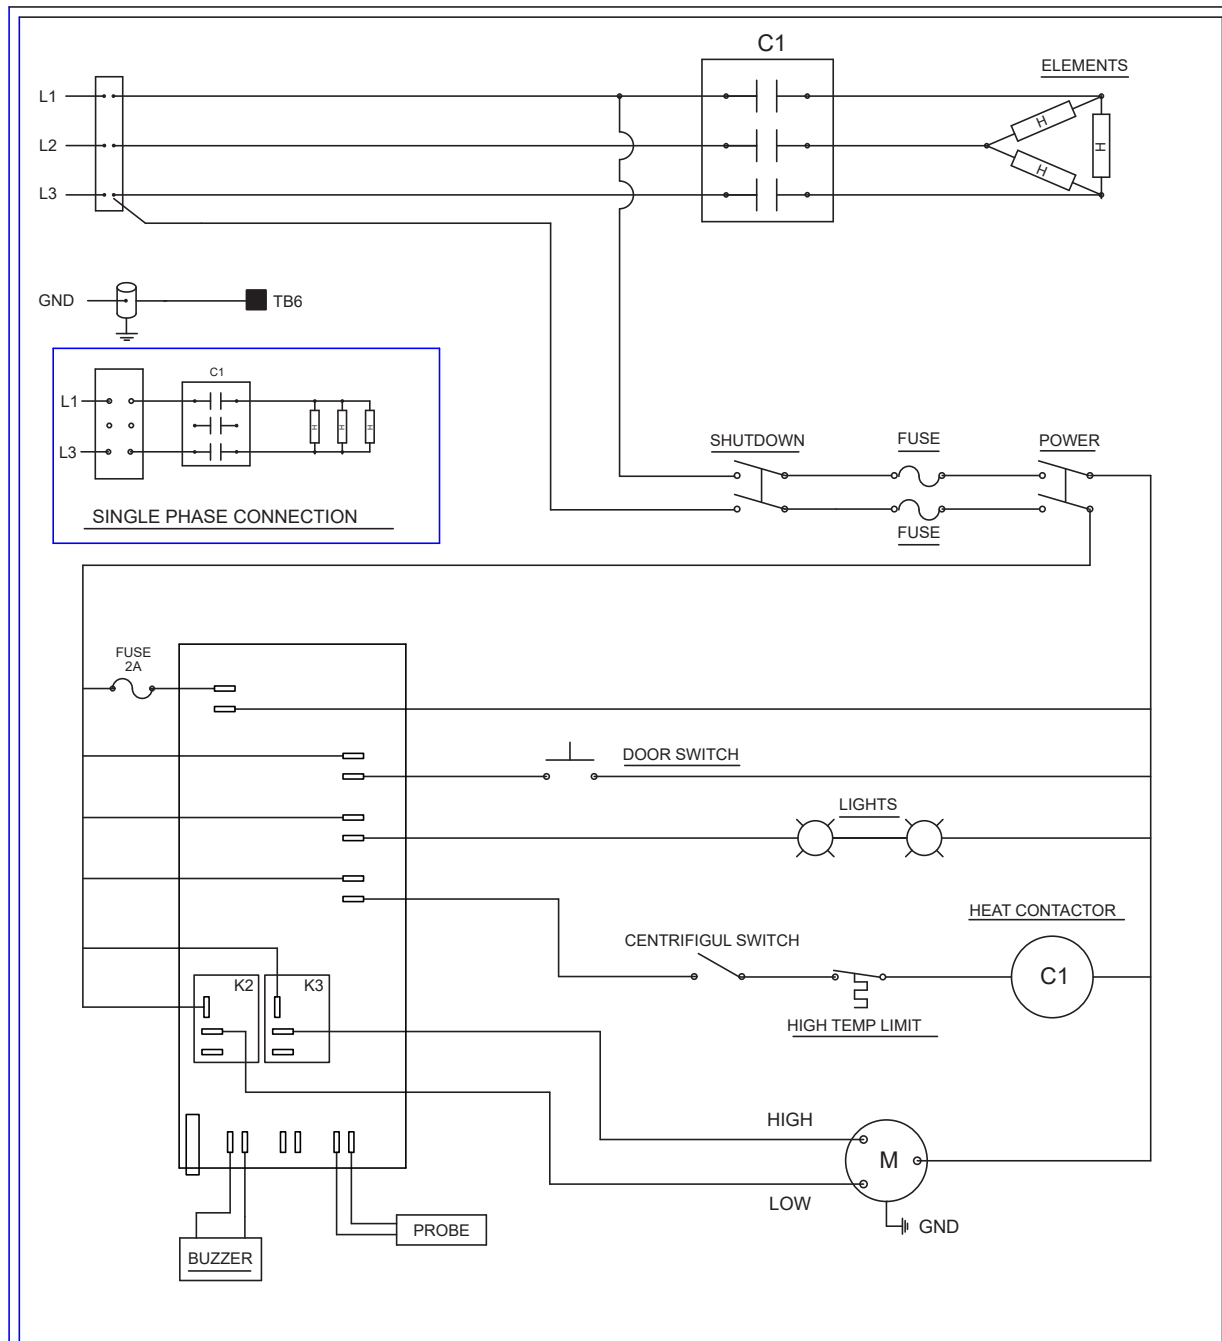 C1
ELEMENTS
L1
H
H
L2
H
L3
GND
TB6
C1
L1
H
H
H
L3
SINGLE PHASE CONNECTION
SHUTDOWN
FUSE
POWER
FUSE
FUSE
2A
DOOR SWITCH
LIGHTS
HEAT CONTACTOR
CENTRIFIGUL SWITCH
C1
K2
K3
HIGH TEMP LIMIT
HIGH
M
LOW
GND
PROBE
BUZZER